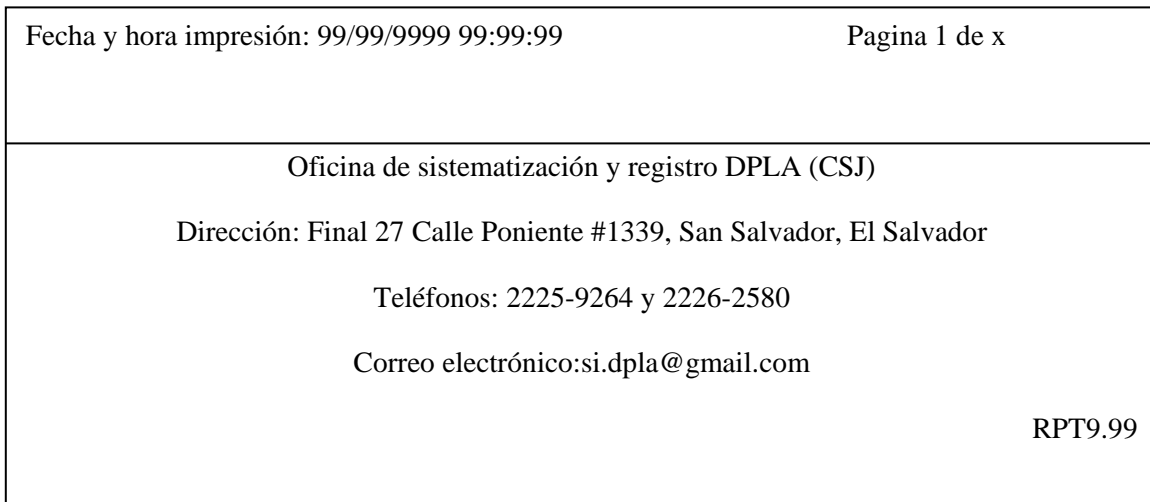 Fecha y hora impresión: 99/99/9999 99:99:99 Pagina 1 de x
Oficina de sistematización y registro DPLA (CSJ)
Dirección: Final 27 Calle Poniente #1339, San Salvador, El Salvador
Teléfonos: 2225-9264 y 2226-2580
Correo electrónico:si.dpla@gmail.com
RPT9.99